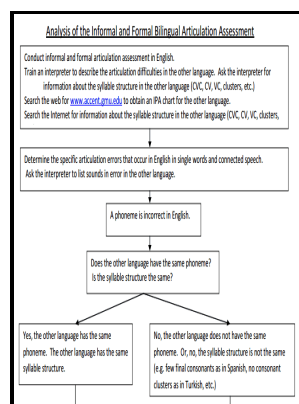 Analysis of the Informal and Formal Bilingual Articulation Assessment
Conduct informal and formal articulation assessment in English.
Train an interpreter to describe the articulation difficulties in the other language. Ask the interpreter for
information about the syllable structure in the other language (CVC, CV, VC, clusters, etc.)
Search the web for www.accent.gmu.edu to obtain an IPA chart for the other language.
Search the Internet for information about the syllable structure in the other language (CVC, CV, VC, clusters,
Determine the specific articulation errors that occur in English in single words and connected speech.
Ask the interpreter to list sounds in error in the other language.
A phoneme is incorrect in English.
Does the other language have the same phoneme?
Is the syllable structure the same?
Yes, the other language has the same
phoneme. The other language has the same
syllable structure.
No, the other language does not have the same
phoneme. Or, no, the syllable structure is not the same
(e.g. few final consonants as in Spanish, no consonant
clusters as in Turkish, etc.)